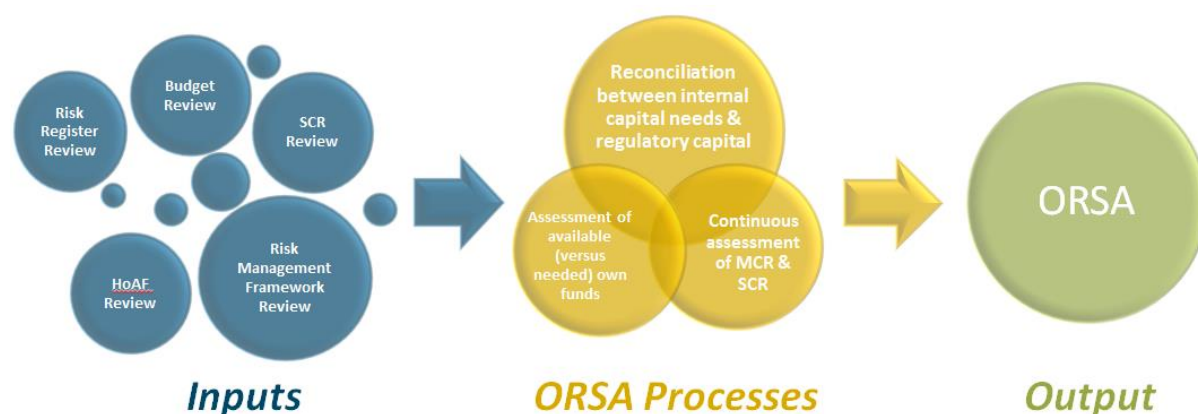 Risk
Register
Review
Budget
Review
SCR
Review
HoAF
Review
Risk
Management
Framework
Review
Reconciliation
between internal
capital needs &
regulatory capital
Assessment of
available
(versus
needed) own
funds
Continuous
assessment
of MCR &
SCR
ORSA
Inputs
ORSA Processes
Output